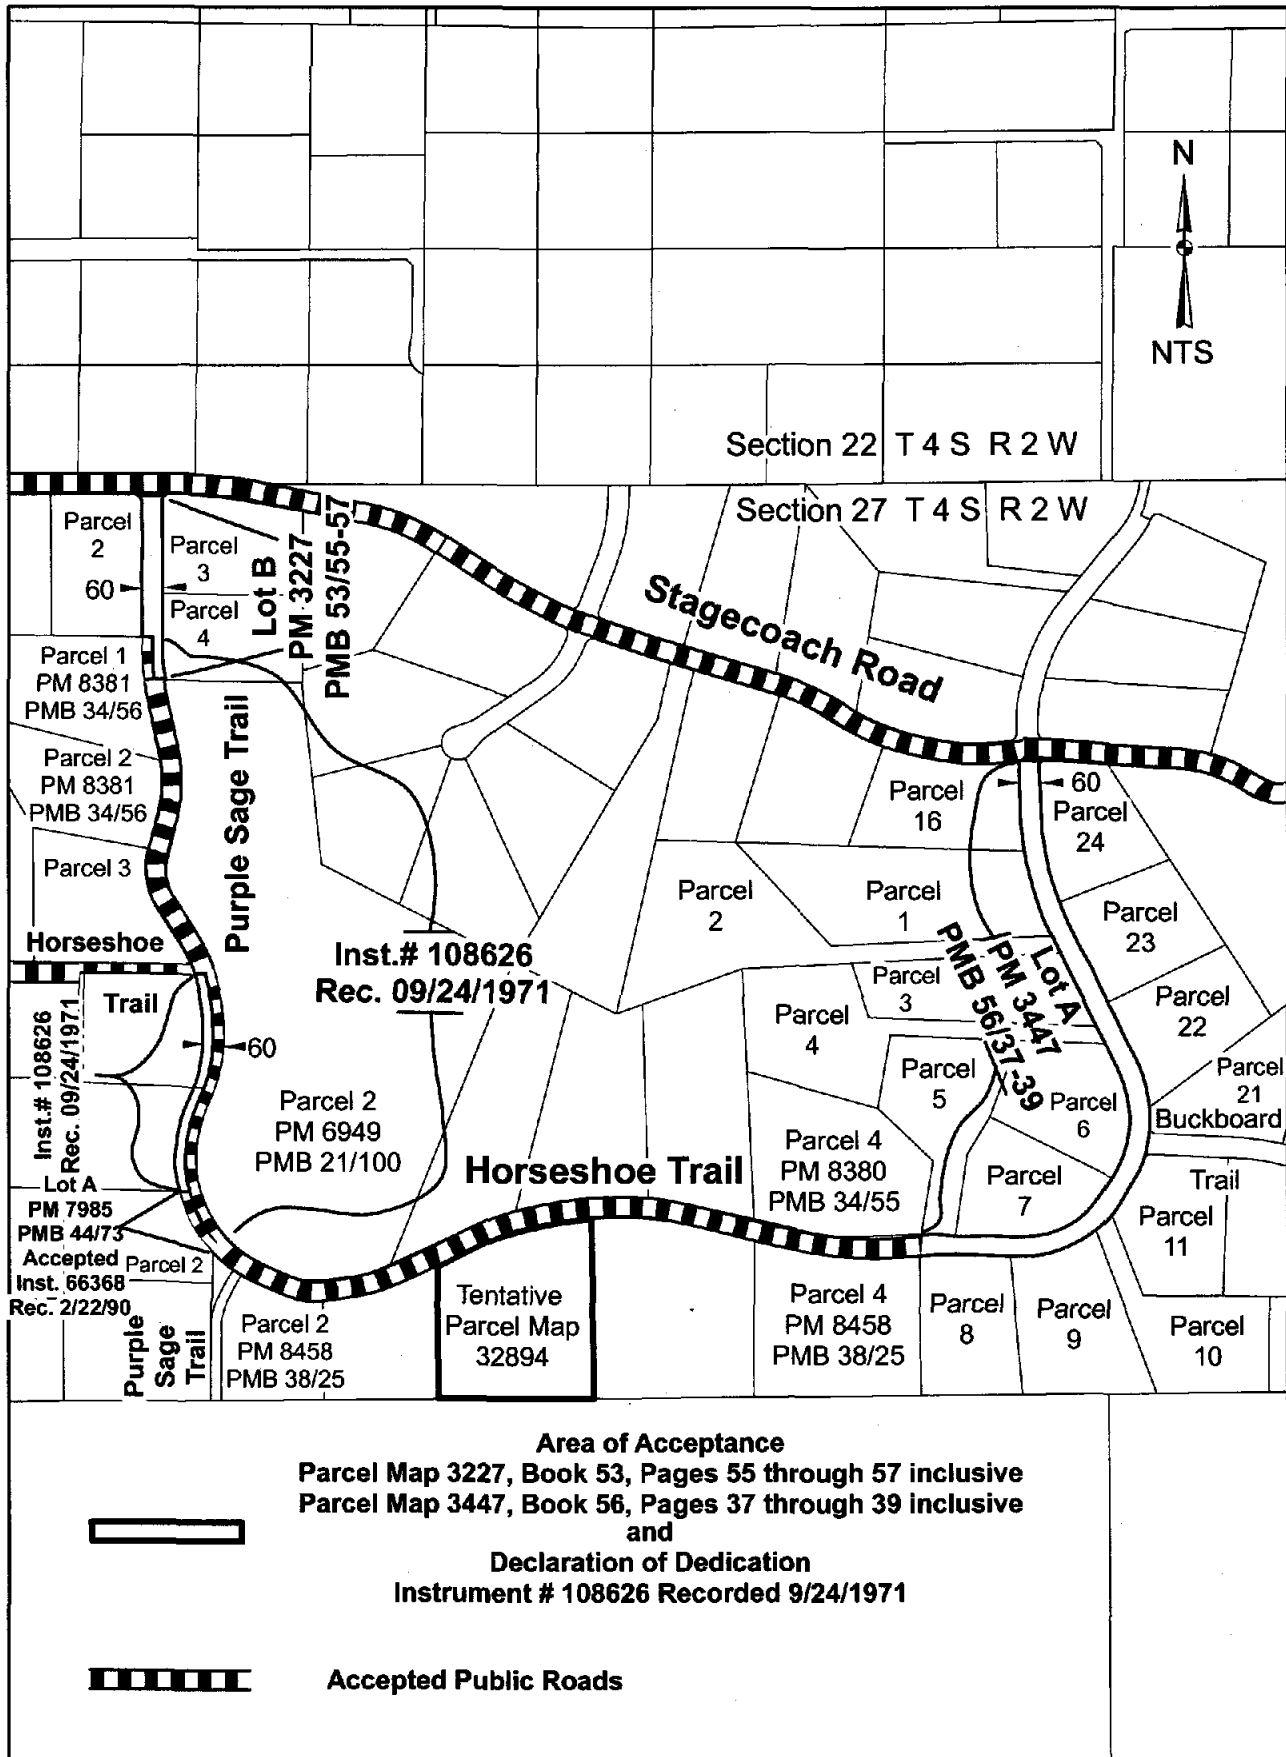 N
NTS
Section 22 T 4 S R 2 W
Section 27 T 4 S R 2 W
Parcel
2
Parcel
3
60
Parcel
4
Lot B
PM 3227
PMB 53/55-57
Stagecoach Road
Parcel 1
PM 8381
PMB 34/56
Parcel 2
PM 8381
PMB 34/56
Parcel 3
Purple Sage Trail
Parcel
16
60
Parcel
24
Parcel
2
Parcel
1
Parcel
23
Horseshoe
Trail
Inst.# 108626
Rec. 09/24/1971
Lot A
PM 3447
PMB 56/37-39
Parcel
3
Parcel
4
Parcel
22
Inst.# 108626
Rec. 09/24/1971
60
Parcel
5
Parcel
6
Parcel
21
Buckboard
Trail
Parcel 2
PM 6949
PMB 21/100
Horseshoe Trail
Parcel 4
PM 8380
PMB 34/55
Parcel
7
Parcel
11
Lot A
PM 7985
PMB 44/73
Accepted
Inst. 66368
Rec. 2/22/90
Parcel 2
Purple
Sage
Trail
Parcel 2
PM 8458
PMB 38/25
Tentative
Parcel Map
32894
Parcel 4
PM 8458
PMB 38/25
Parcel
8
Parcel
9
Parcel
10
Area of Acceptance
Parcel Map 3227, Book 53, Pages 55 through 57 inclusive
Parcel Map 3447, Book 56, Pages 37 through 39 inclusive
and
Declaration of Dedication
Instrument # 108626 Recorded 9/24/1971
Accepted Public Roads